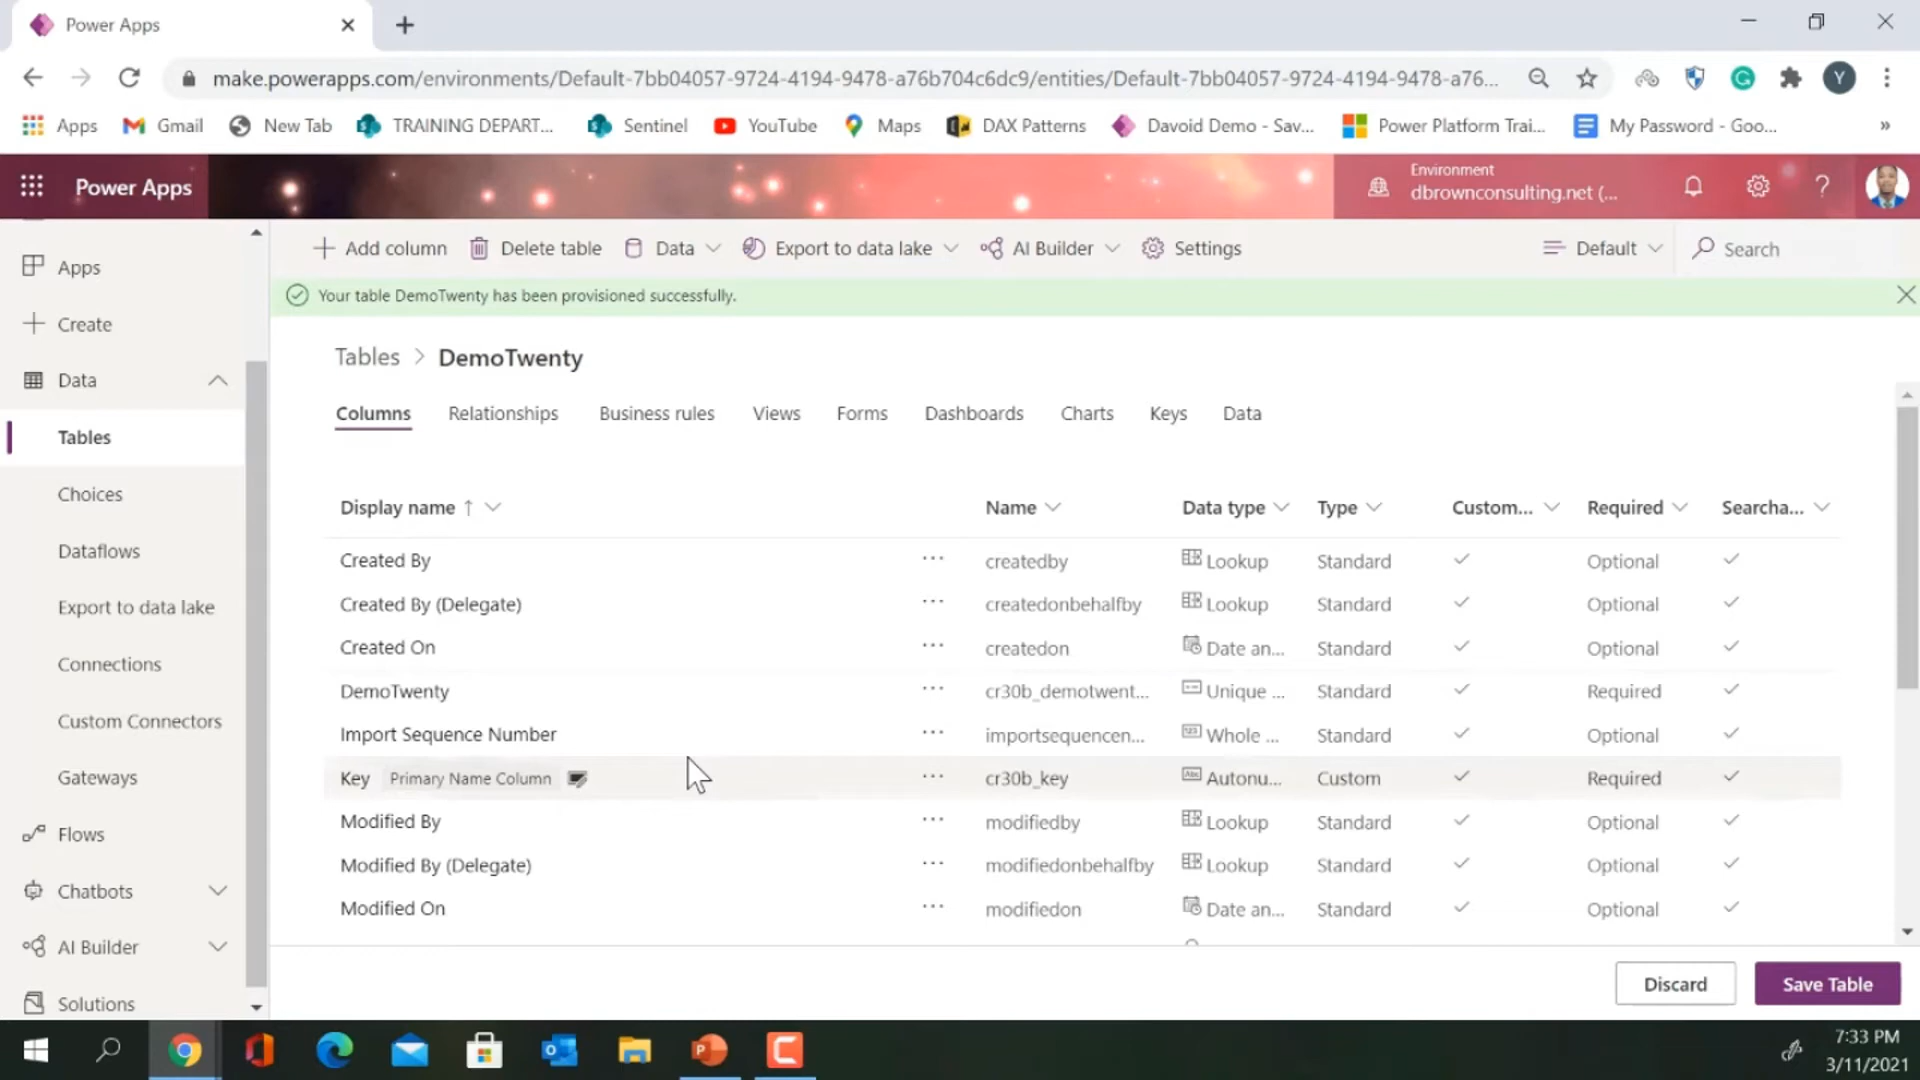 Power Apps
make.powerapps.com/environments/Default-7bb04057-9724-4194-9478-a76b704c6dc9/entities/Default-7bb04057-9724-4194-9478-a76...
Y
Apps
Gmail
New Tab
TRAINING DEPART...
Sentinel
YouTube
Maps
DAX Patterns
Davoid Demo - Sav...
Power Platform Trai...
My Password - Goo...
»
Power Apps
Environment
dbrownconsulting.net (...
Add column
Delete table
Data
Export to data lake
AI Builder
Settings
Default
Search
Your table DemoTwenty has been provisioned successfully.
Apps
Create
Data
Tables
Choices
Dataflows
Export to data lake
Connections
Custom Connectors
Gateways
Flows
Chatbots
AI Builder
Solutions
Tables > DemoTwenty
Columns Relationships Business rules Views Forms Dashboards Charts Keys Data
Display name ↑ Name Data type Type Custom... Required Searcha...
Created By ... createdby Lookup Standard Optional
Created By (Delegate) ... createdonbehalfby Lookup Standard Optional
Created On ... createdon Date an... Standard Optional
DemoTwenty ... cr30b_demotwent... Unique ... Standard Required
Import Sequence Number ... importsequencen... Whole ... Standard Optional
Key Primary Name Column ... cr30b_key Autonu... Custom Required
Modified By ... modifiedby Lookup Standard Optional
Modified By (Delegate) ... modifiedonbehalfby Lookup Standard Optional
Modified On ... modifiedon Date an... Standard Optional
Discard
Save Table
7:33 PM
3/11/2021